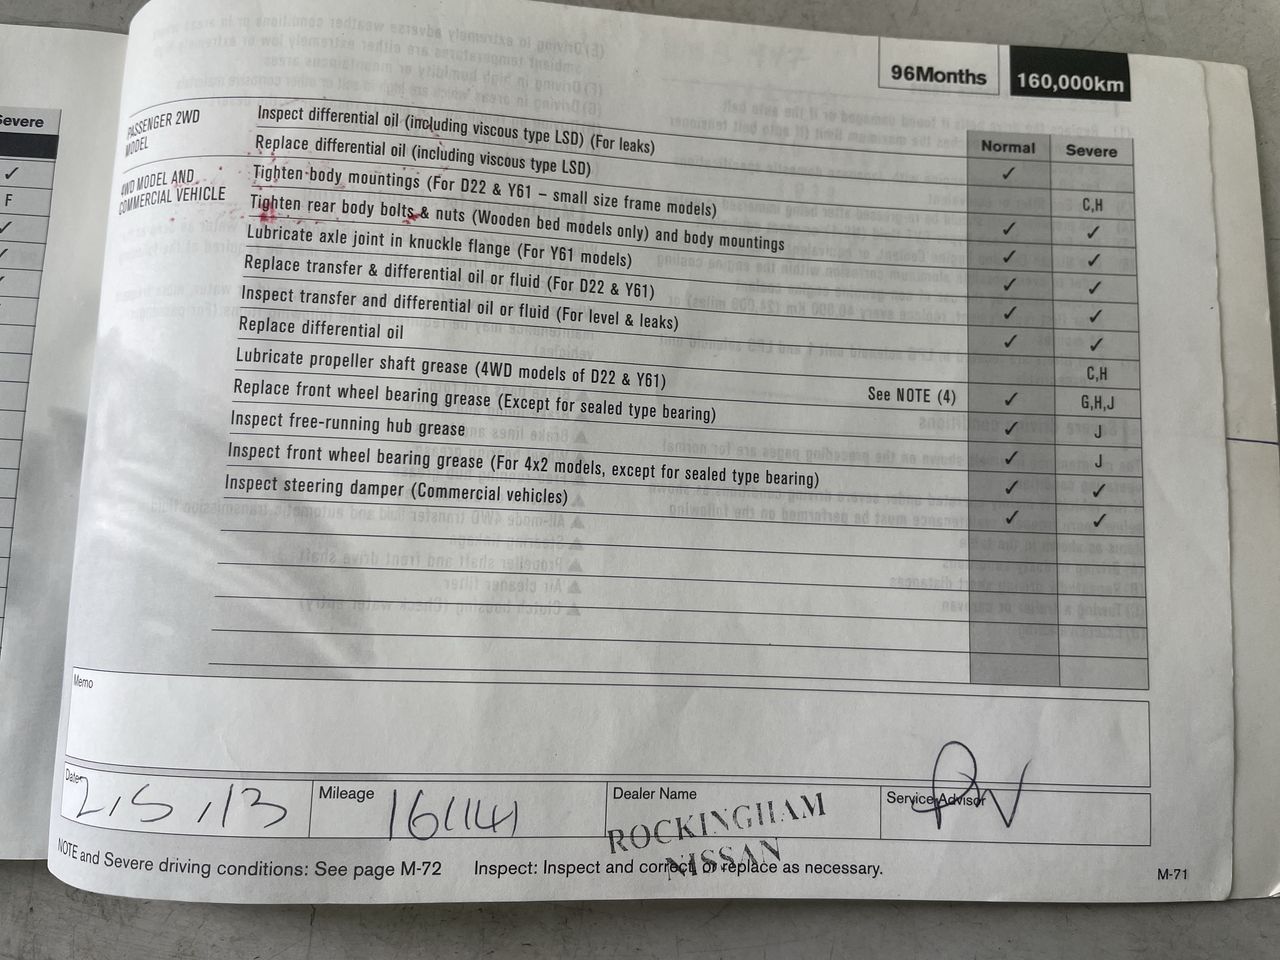 96Months 160,000km
Severe
Normal Severe
PASSENGER 2WD MODEL
Inspect differential oil (including viscous type LSD) (For leaks) ✓
Replace differential oil (including viscous type LSD) C,H
4WD MODEL AND COMMERCIAL VEHICLE
Tighten body mountings (For D22 & Y61 – small size frame models) ✓ ✓
Tighten rear body bolts & nuts (Wooden bed models only) and body mountings ✓ ✓
Lubricate axle joint in knuckle flange (For Y61 models) ✓ ✓
Replace transfer & differential oil or fluid (For D22 & Y61) ✓ ✓
Inspect transfer and differential oil or fluid (For level & leaks) ✓ ✓
Replace differential oil C,H
Lubricate propeller shaft grease (4WD models of D22 & Y61) See NOTE (4) ✓ G,H,J
Replace front wheel bearing grease (Except for sealed type bearing) ✓ J
Inspect free-running hub grease ✓ J
Inspect front wheel bearing grease (For 4x2 models, except for sealed type bearing) ✓ ✓
Inspect steering damper (Commercial vehicles) ✓ ✓
✓
F
✓
Memo
Date 2,5,13 Mileage Dealer Name ROCKINGHAM NISSAN Service Advisor
NOTE and Severe driving conditions: See page M-72 Inspect: Inspect and correct, or replace as necessary.
M-71